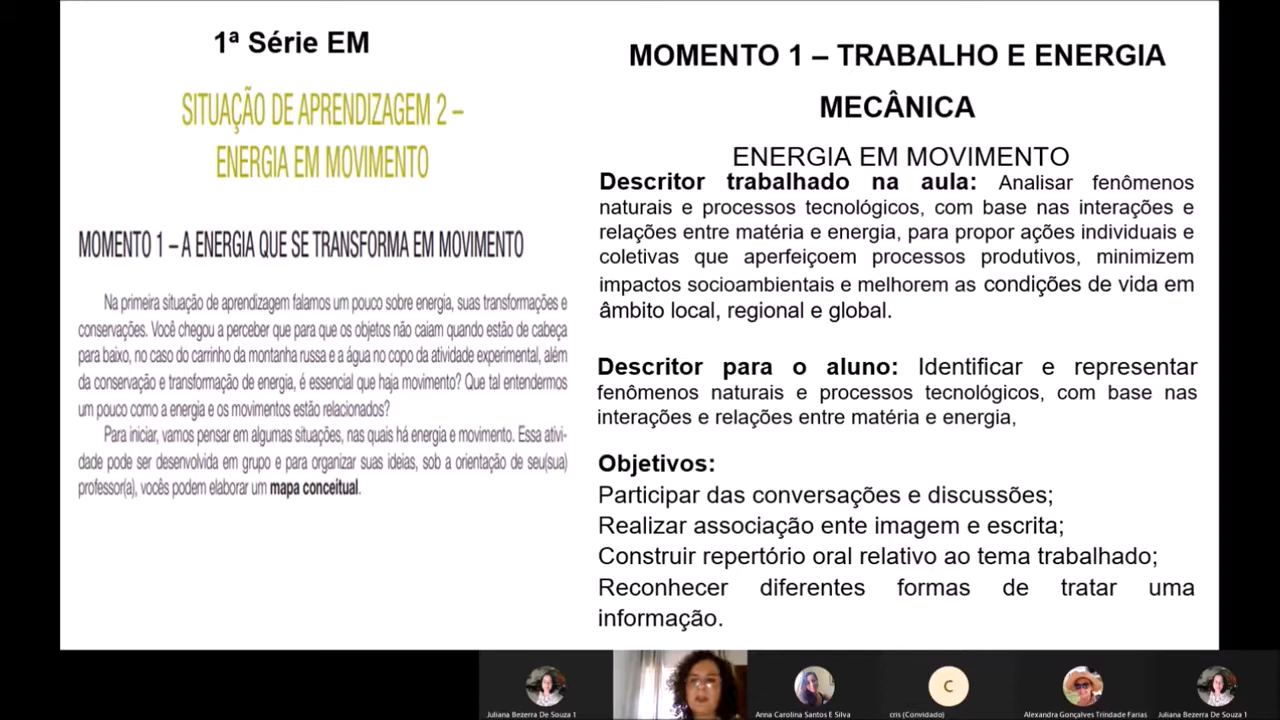 1ª Série EM
SITUAÇÃO DE APRENDIZAGEM 2 –
ENERGIA EM MOVIMENTO
MOMENTO 1 – A ENERGIA QUE SE TRANSFORMA EM MOVIMENTO
Na primeira situação de aprendizagem falamos um pouco sobre energia, suas transformações e
conservações. Você chegou a perceber que para que os objetos não caiam quando estão de cabeça
para baixo, no caso do carrinho da montanha russa e a água no copo da atividade experimental, além
da conservação e transformação de energia, é essencial que haja movimento? Que tal entendermos
um pouco como a energia e os movimentos estão relacionados?
Para iniciar, vamos pensar em algumas situações, nas quais há energia e movimento. Essa ativi-
dade pode ser desenvolvida em grupo e para organizar suas ideias, sob a orientação de seu(sua)
professor(a), vocês podem elaborar um mapa conceitual.
MOMENTO 1 – TRABALHO E ENERGIA
MECÂNICA
ENERGIA EM MOVIMENTO
Descritor trabalhado na aula: Analisar fenômenos
naturais e processos tecnológicos, com base nas interações e
relações entre matéria e energia, para propor ações individuais e
coletivas que aperfeiçoem processos produtivos, minimizem
impactos socioambientais e melhorem as condições de vida em
âmbito local, regional e global.
Descritor para o aluno: Identificar e representar
fenômenos naturais e processos tecnológicos, com base nas
interações e relações entre matéria e energia,
Objetivos:
Participar das conversações e discussões;
Realizar associação ente imagem e escrita;
Construir repertório oral relativo ao tema trabalhado;
Reconhecer diferentes formas de tratar uma
informação.
Juliana Bezerra De Souza 1
Anna Carolina Santos E Silva
C
cris (Convidado)
Alexandra Gonçalves Trindade Farias
Juliana Bezerra De Souza 1